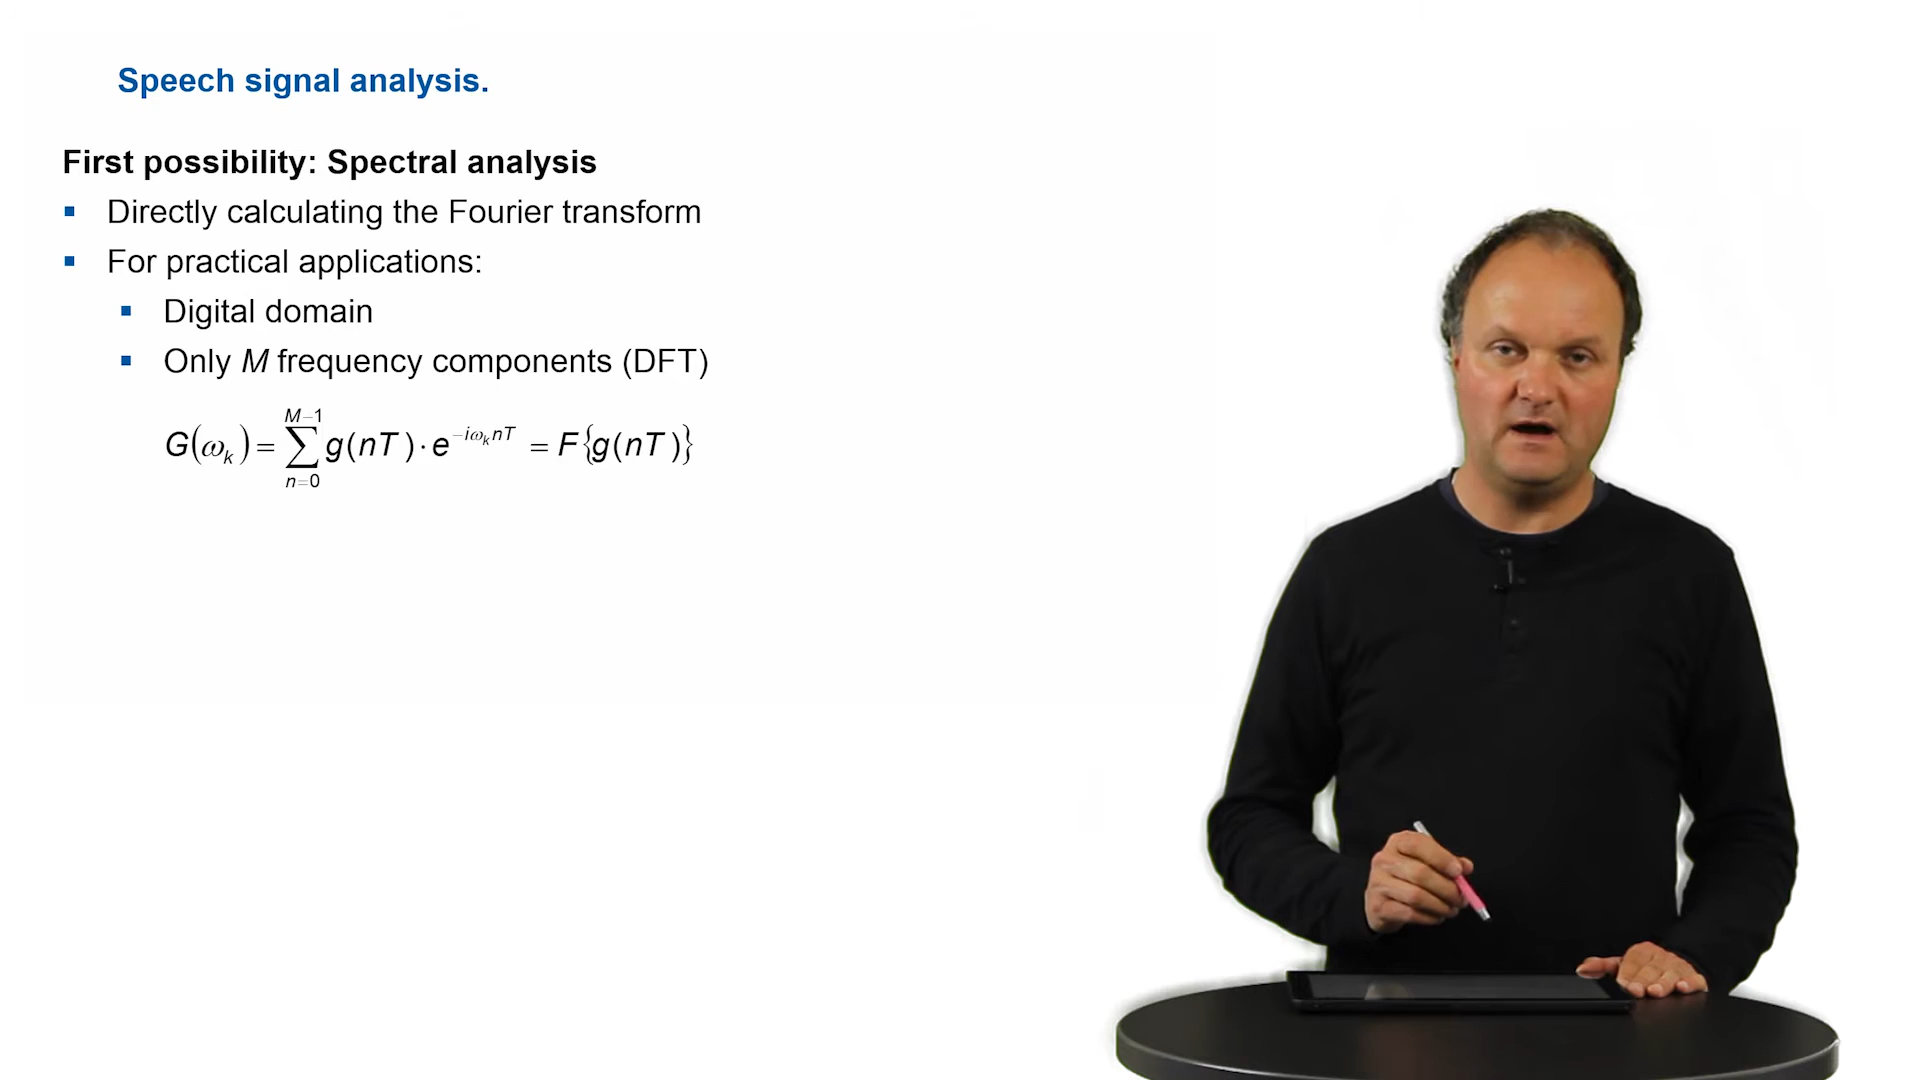 Speech signal analysis.
First possibility: Spectral analysis
▪ Directly calculating the Fourier transform
▪ For practical applications:
▪ Digital domain
▪ Only M frequency components (DFT)
G(ω_k) = \sum_{n=0}^{M-1} g(nT) · e^{-iω_k nT} = F{g(nT)}